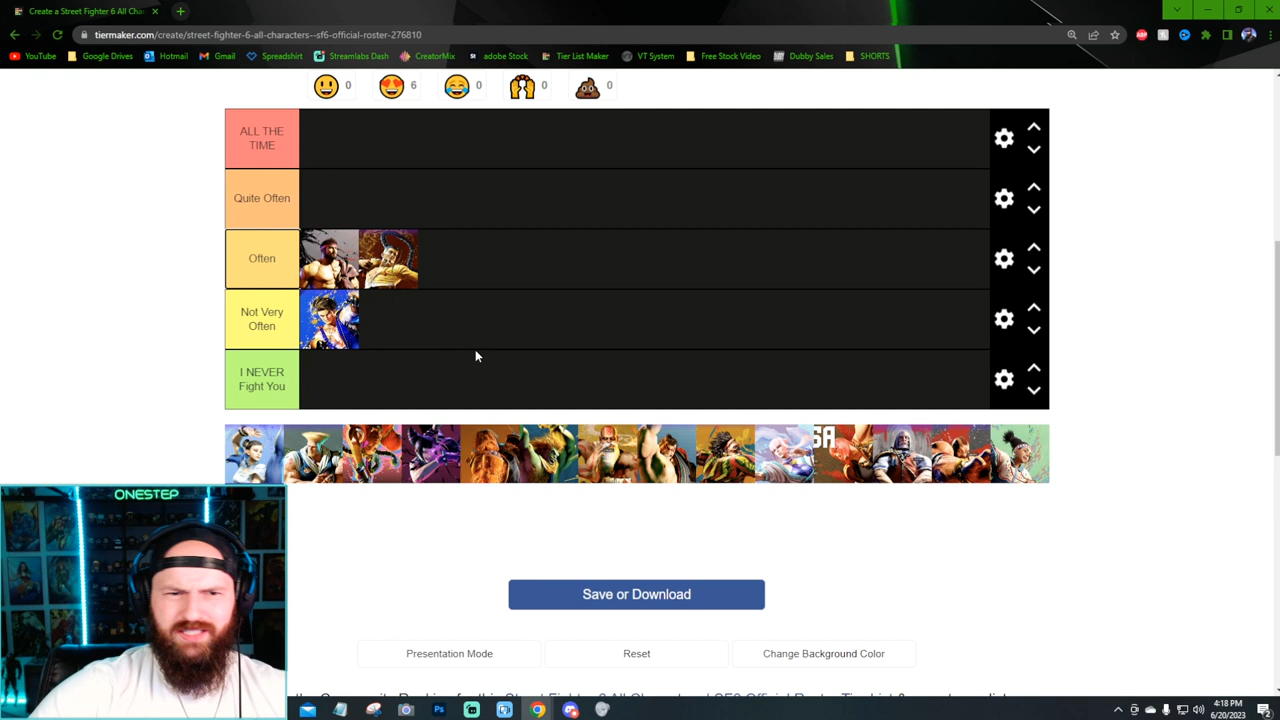 Create a Street Fighter 6 All Cha
tiermaker.com/create/street-fighter-6-all-characters--sf6-official-roster-276810
YouTube Google Drives Hotmail Gmail Spreadshirt Streamlabs Dash CreatorMix adobe Stock Tier List Maker VT System Free Stock Video Dubby Sales SHORTS
0 6 0 0 0
ALL THE
TIME
Quite Often
Often
Not Very
Often
I NEVER
Fight You
SA
ONESTEP
Save or Download
Presentation Mode Reset Change Background Color
4:18 PM
6/20/2023